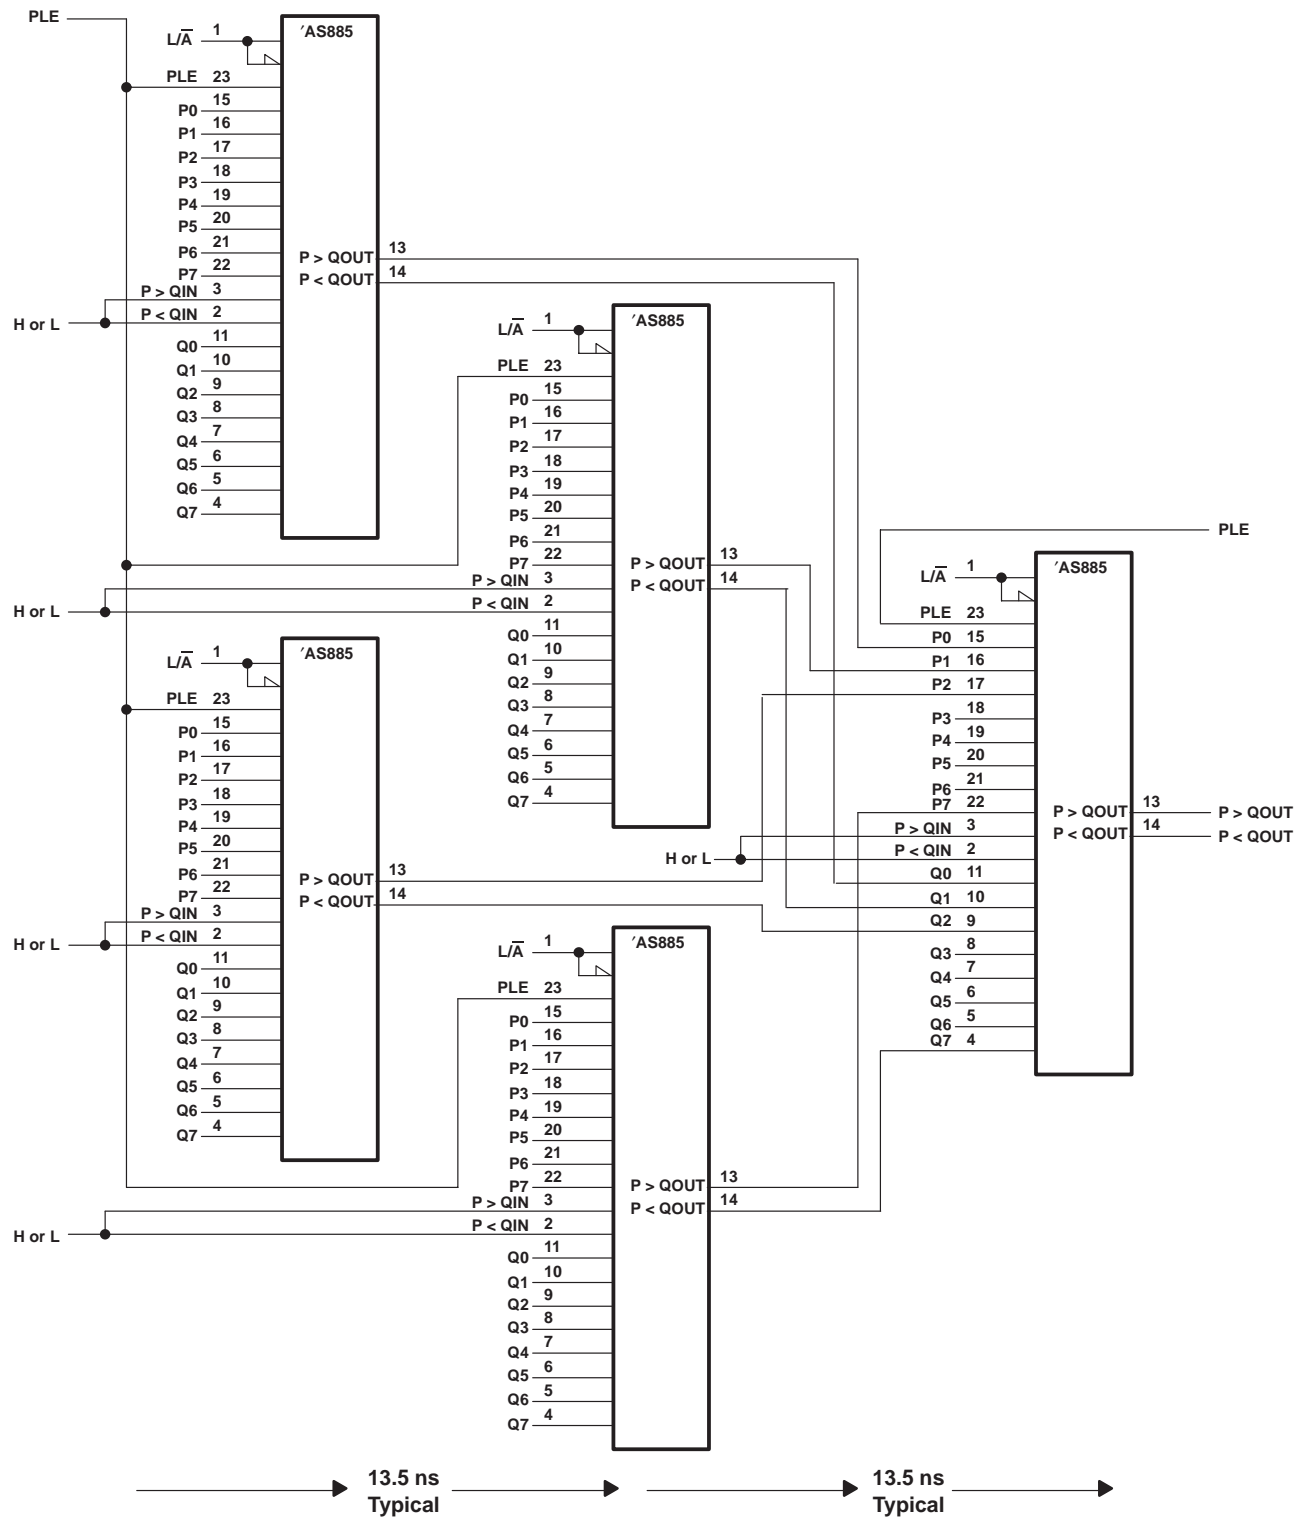 PLE
L/A̅ 1
′AS885
PLE 23
P0 15
P1 16
P2 17
P3 18
P4 19
P5 20
P6 21
P7 22
P > QIN 3
P < QIN 2
H or L
Q0 11
Q1 10
Q2 9
Q3 8
Q4 7
Q5 6
Q6 5
Q7 4
P > QOUT 13
P < QOUT 14
L/A̅ 1
′AS885
PLE 23
P0 15
P1 16
P2 17
P3 18
P4 19
P5 20
P6 21
P7 22
P > QIN 3
P < QIN 2
H or L
Q0 11
Q1 10
Q2 9
Q3 8
Q4 7
Q5 6
Q6 5
Q7 4
P > QOUT 13
P < QOUT 14
L/A̅ 1
′AS885
PLE 23
P0 15
P1 16
P2 17
P3 18
P4 19
P5 20
P6 21
P7 22
P > QIN 3
P < QIN 2
H or L
Q0 11
Q1 10
Q2 9
Q3 8
Q4 7
Q5 6
Q6 5
Q7 4
P > QOUT 13
P < QOUT 14
L/A̅ 1
′AS885
PLE 23
P0 15
P1 16
P2 17
P3 18
P4 19
P5 20
P6 21
P7 22
P > QIN 3
P < QIN 2
H or L
Q0 11
Q1 10
Q2 9
Q3 8
Q4 7
Q5 6
Q6 5
Q7 4
P > QOUT 13
P < QOUT 14
PLE
L/A̅ 1
′AS885
PLE 23
P0 15
P1 16
P2 17
P3 18
P4 19
P5 20
P6 21
P7 22
P > QIN 3
P < QIN 2
H or L
Q0 11
Q1 10
Q2 9
Q3 8
Q4 7
Q5 6
Q6 5
Q7 4
P > QOUT 13 P > QOUT
P < QOUT 14 P < QOUT
13.5 ns
Typical
13.5 ns
Typical